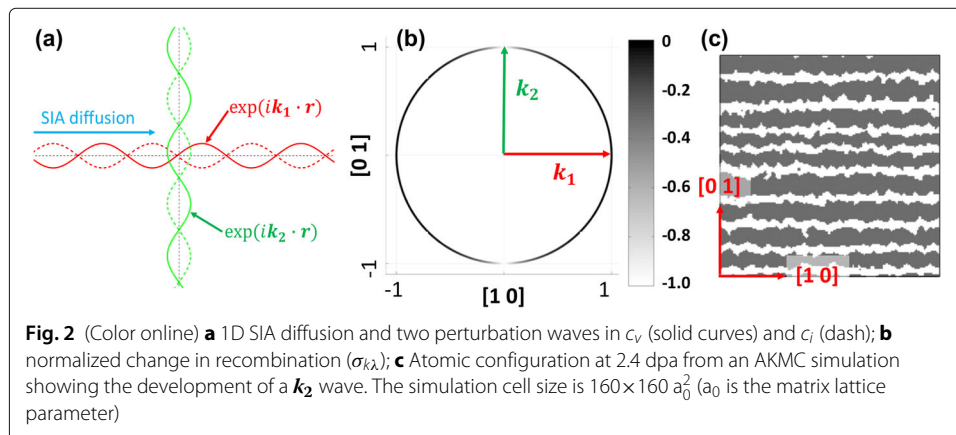 (a)
SIA diffusion
exp(ik₁ · r)
exp(ik₂ · r)
(b)
1
[0 1]
-1
-1
[1 0]
1
k₂
k₁
0
-0.2
-0.4
-0.6
-0.8
-1.0
(c)
[0 1]
[1 0]
Fig. 2 (Color online) a 1D SIA diffusion and two perturbation waves in cᵥ (solid curves) and cᵢ (dash); b
normalized change in recombination (σₖλ); c Atomic configuration at 2.4 dpa from an AKMC simulation
showing the development of a k₂ wave. The simulation cell size is 160×160 a₀² (a₀ is the matrix lattice
parameter)